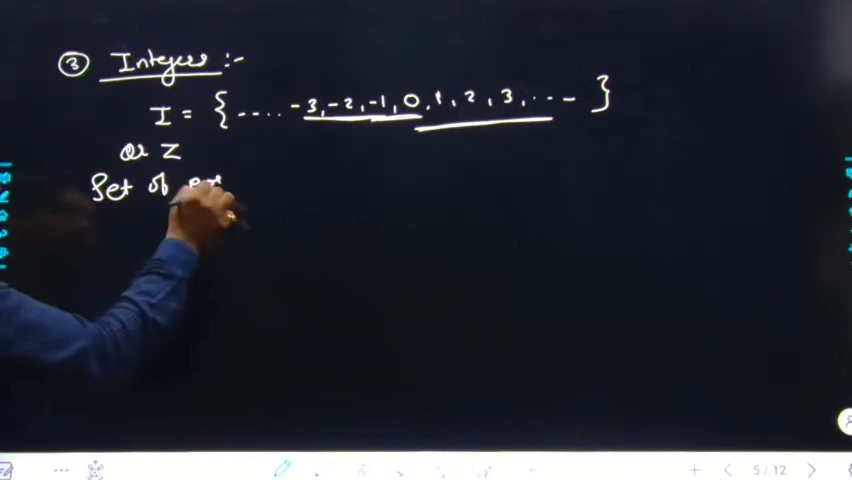 ③ Integers :-
I = { ---.. -3, -2, -1, 0, 1, 2, 3, ... - }
or Z
Set of
5/12